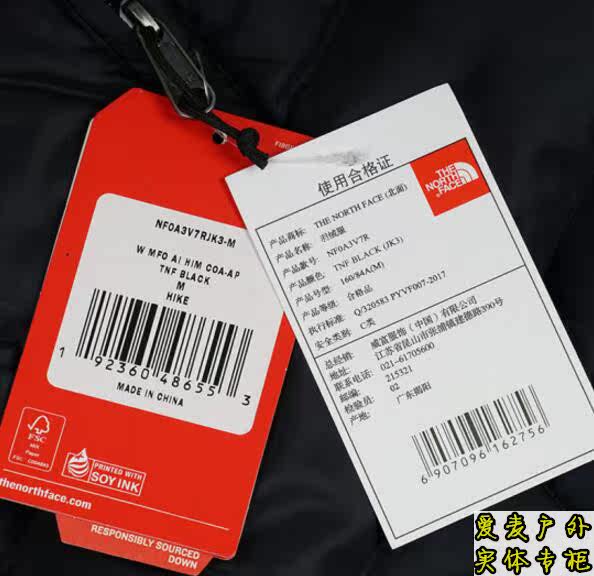 NF0A3V7RJK3-M
W MFO AI HIM COA-AP
TNF BLACK
M
HIKE
1 92360 48655 3
MADE IN CHINA
FSC
MIX
Paper
PRINTED WITH
SOY INK
thenorthface.com
RESPONSIBLY SOURCED
DOWN
使用合格证
THE
NORTH
FACE
产品商标: THE NORTH FACE (北面)
产品名称: 羽绒服
产品款号: NF0A3V7R
产品颜色: TNF BLACK (JK3)
产品号型: 160/84A(M)
产品等级: 合格品
执行标准: Q/320583 PYVF007-2017
安全类别: C类
总经销: 威富服饰（中国）有限公司
地址: 江苏省昆山市张浦镇建德路390号
联系电话: 021-61705600
邮编: 215321
检验员: 02
产地: 广东揭阳
6 907096 162756
爱麦户外
实体专柜